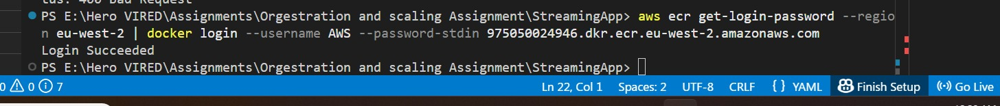 tus: 400 Bad Request
PS E:\Hero VIRED\Assignments\Orgestration and scaling Assignment\StreamingApp> aws ecr get-login-password --regio
n eu-west-2 | docker login --username AWS --password-stdin 975050024946.dkr.ecr.eu-west-2.amazonaws.com
Login Succeeded
PS E:\Hero VIRED\Assignments\Orgestration and scaling Assignment\StreamingApp>
0 0 7 Ln 22, Col 1 Spaces: 2 UTF-8 CRLF {} YAML Finish Setup Go Live